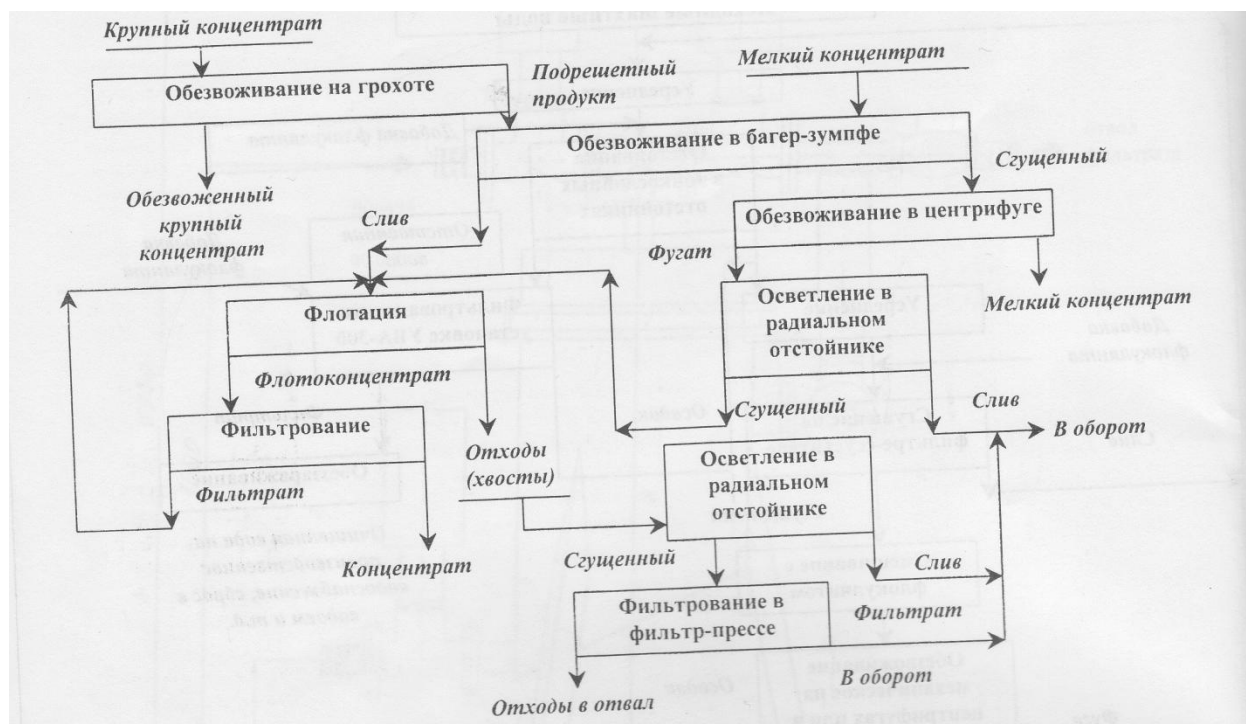 Крупный концентрат
Мелкий концентрат
Подрешетный
продукт
Обезвоживание на грохоте
Обезвоживание в багер-зумпфе
Сгущенный
Обезвоженный
крупный
концентрат
Слив
Обезвоживание в центрифуге
Фугат
Мелкий концентрат
Осветление в
радиальном
отстойнике
Флотация
Флотоконцентрат
Сгущенный
Слив
В оборот
Фильтрование
Отходы
(хвосты)
Осветление в
радиальном
отстойнике
Фильтрат
Концентрат
Сгущенный
Слив
Фильтрование в
фильтр-прессе
Фильтрат
В оборот
Отходы в отвал